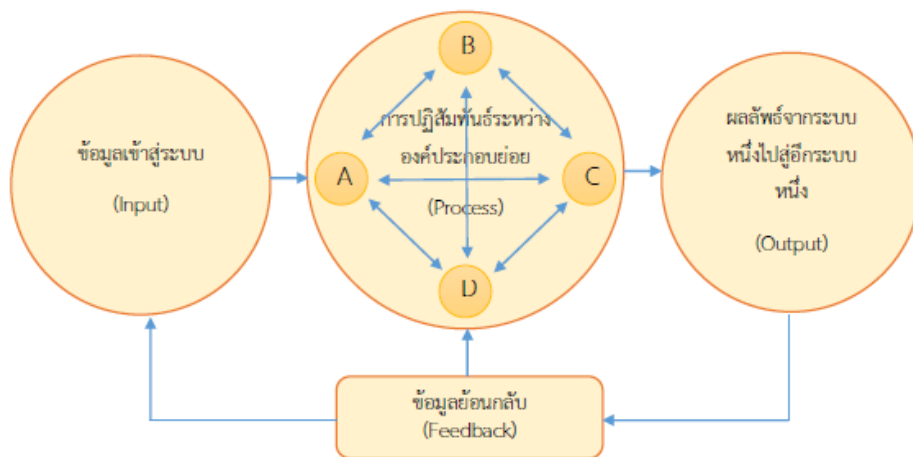 ข้อมูลเข้าสู่ระบบ
(Input)
B
การปฏิสัมพันธ์ระหว่าง
องค์ประกอบย่อย
A
C
(Process)
D
ผลลัพธ์จากระบบ
หนึ่งไปสู่อีกระบบ
หนึ่ง
(Output)
ข้อมูลย้อนกลับ
(Feedback)